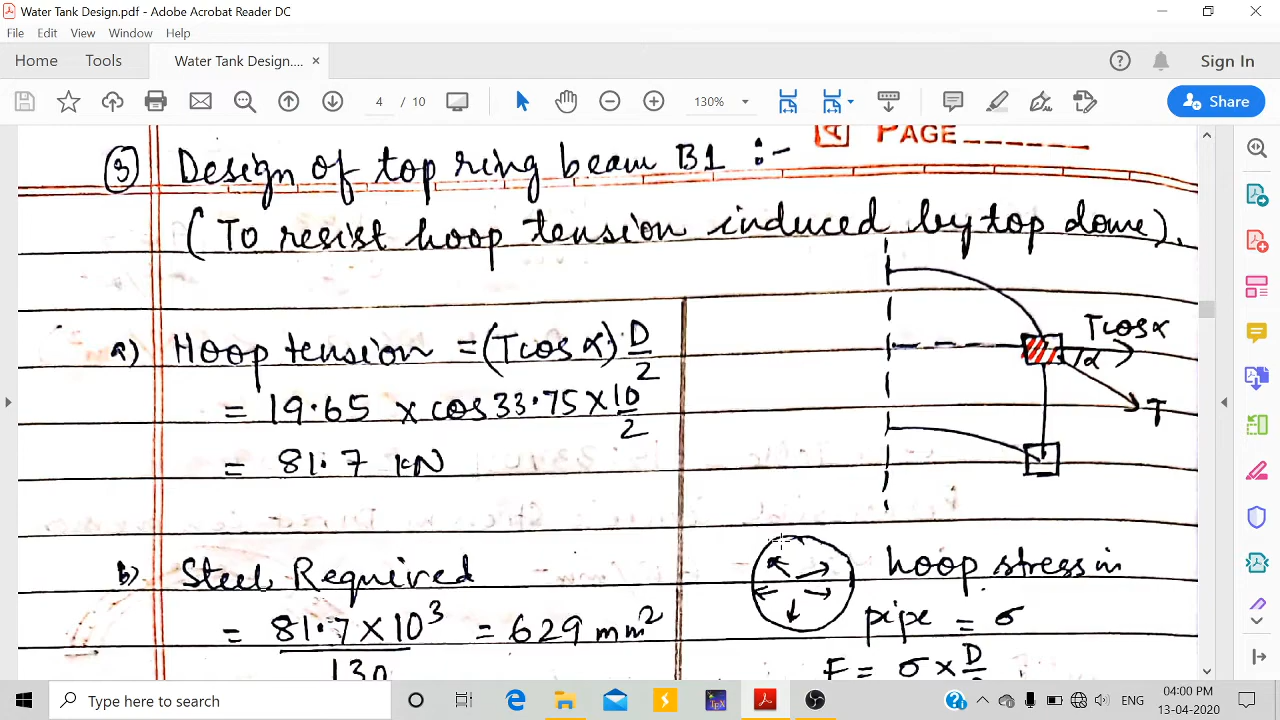 Water Tank Design.pdf - Adobe Acrobat Reader DC
File Edit View Window Help
Home Tools Water Tank Design.... × Sign In
4 / 10 130% Share
PAGE
③ Design of top ring beam B1 :-
( To resist hoop tension induced by top dome ).
a) Hoop tension = (T cos α) · D/2
= 19.65 x cos 33.75 x 10/2
= 81.7 kN
T cos α
α
T
b) Steel Required
= 81.7 x 10³ / 130 = 629 mm²
hoop stress in
pipe = σ
F = σ x D/
Type here to search
ENG
04:00 PM
13-04-2020